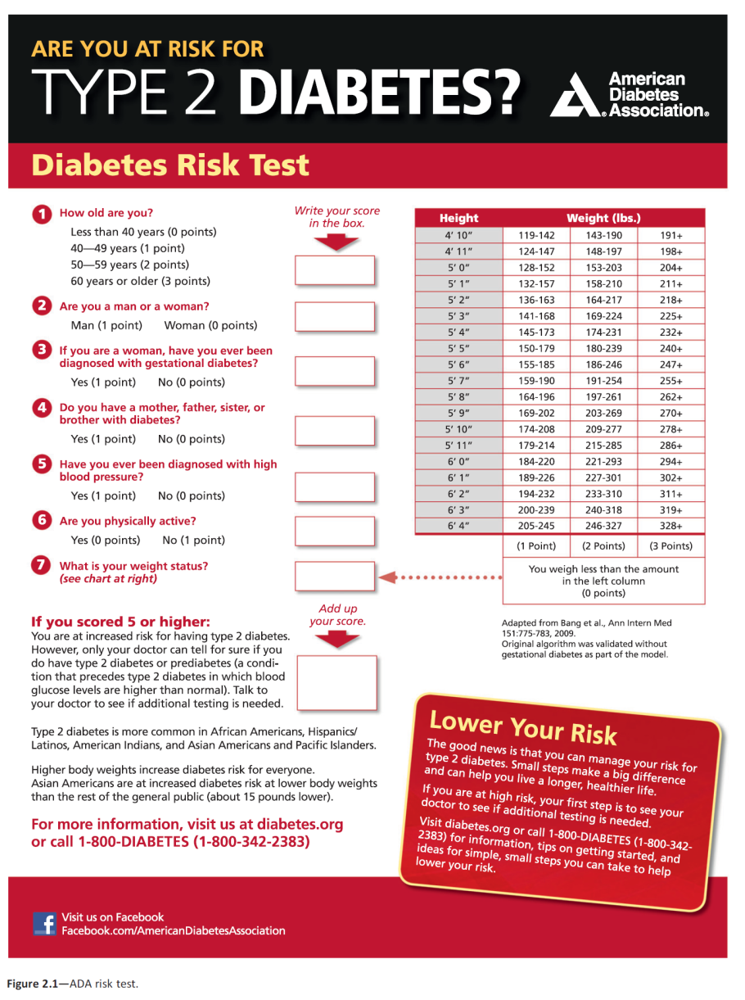 ARE YOU AT RISK FOR
TYPE 2 DIABETES?
American
Diabetes
Association®
Diabetes Risk Test
1 How old are you?
Less than 40 years (0 points)
40—49 years (1 point)
50—59 years (2 points)
60 years or older (3 points)
Write your score
in the box.
2 Are you a man or a woman?
Man (1 point) Woman (0 points)
3 If you are a woman, have you ever been
diagnosed with gestational diabetes?
Yes (1 point) No (0 points)
4 Do you have a mother, father, sister, or
brother with diabetes?
Yes (1 point) No (0 points)
5 Have you ever been diagnosed with high
blood pressure?
Yes (1 point) No (0 points)
6 Are you physically active?
Yes (0 points) No (1 point)
7 What is your weight status?
(see chart at right)
Add up
your score.
Height Weight (lbs.)
4’ 10” 119-142 143-190 191+
4’ 11” 124-147 148-197 198+
5’ 0” 128-152 153-203 204+
5’ 1” 132-157 158-210 211+
5’ 2” 136-163 164-217 218+
5’ 3” 141-168 169-224 225+
5’ 4” 145-173 174-231 232+
5’ 5” 150-179 180-239 240+
5’ 6” 155-185 186-246 247+
5’ 7” 159-190 191-254 255+
5’ 8” 164-196 197-261 262+
5’ 9” 169-202 203-269 270+
5’ 10” 174-208 209-277 278+
5’ 11” 179-214 215-285 286+
6’ 0” 184-220 221-293 294+
6’ 1” 189-226 227-301 302+
6’ 2” 194-232 233-310 311+
6’ 3” 200-239 240-318 319+
6’ 4” 205-245 246-327 328+
(1 Point) (2 Points) (3 Points)
You weigh less than the amount
in the left column
(0 points)
Adapted from Bang et al., Ann Intern Med
151:775-783, 2009.
Original algorithm was validated without
gestational diabetes as part of the model.
If you scored 5 or higher:
You are at increased risk for having type 2 diabetes.
However, only your doctor can tell for sure if you
do have type 2 diabetes or prediabetes (a condi-
tion that precedes type 2 diabetes in which blood
glucose levels are higher than normal). Talk to
your doctor to see if additional testing is needed.
Type 2 diabetes is more common in African Americans, Hispanics/
Latinos, American Indians, and Asian Americans and Pacific Islanders.
Higher body weights increase diabetes risk for everyone.
Asian Americans are at increased diabetes risk at lower body weights
than the rest of the general public (about 15 pounds lower).
For more information, visit us at diabetes.org
or call 1-800-DIABETES (1-800-342-2383)
Lower Your Risk
The good news is that you can manage your risk for
type 2 diabetes. Small steps make a big difference
and can help you live a longer, healthier life.
If you are at high risk, your first step is to see your
doctor to see if additional testing is needed.
Visit diabetes.org or call 1-800-DIABETES (1-800-342-
2383) for information, tips on getting started, and
ideas for simple, small steps you can take to help
lower your risk.
f Visit us on Facebook
Facebook.com/AmericanDiabetesAssociation
Figure 2.1—ADA risk test.